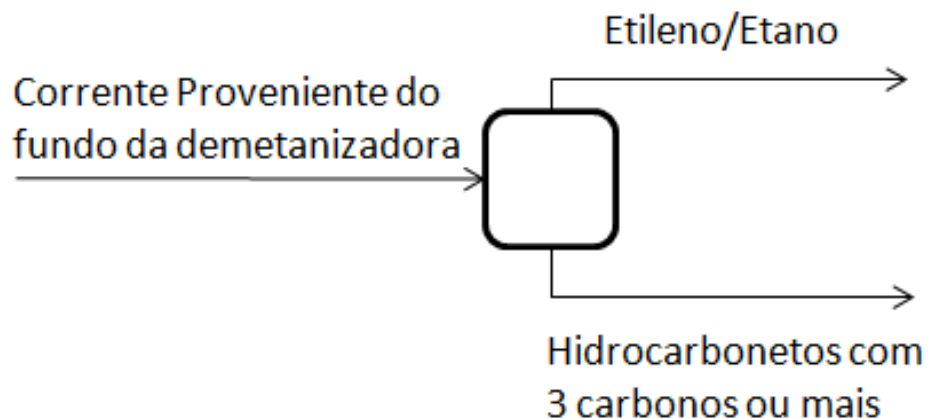 Etileno/Etano
Corrente Proveniente do
fundo da demetanizadora
Hidrocarbonetos com
3 carbonos ou mais